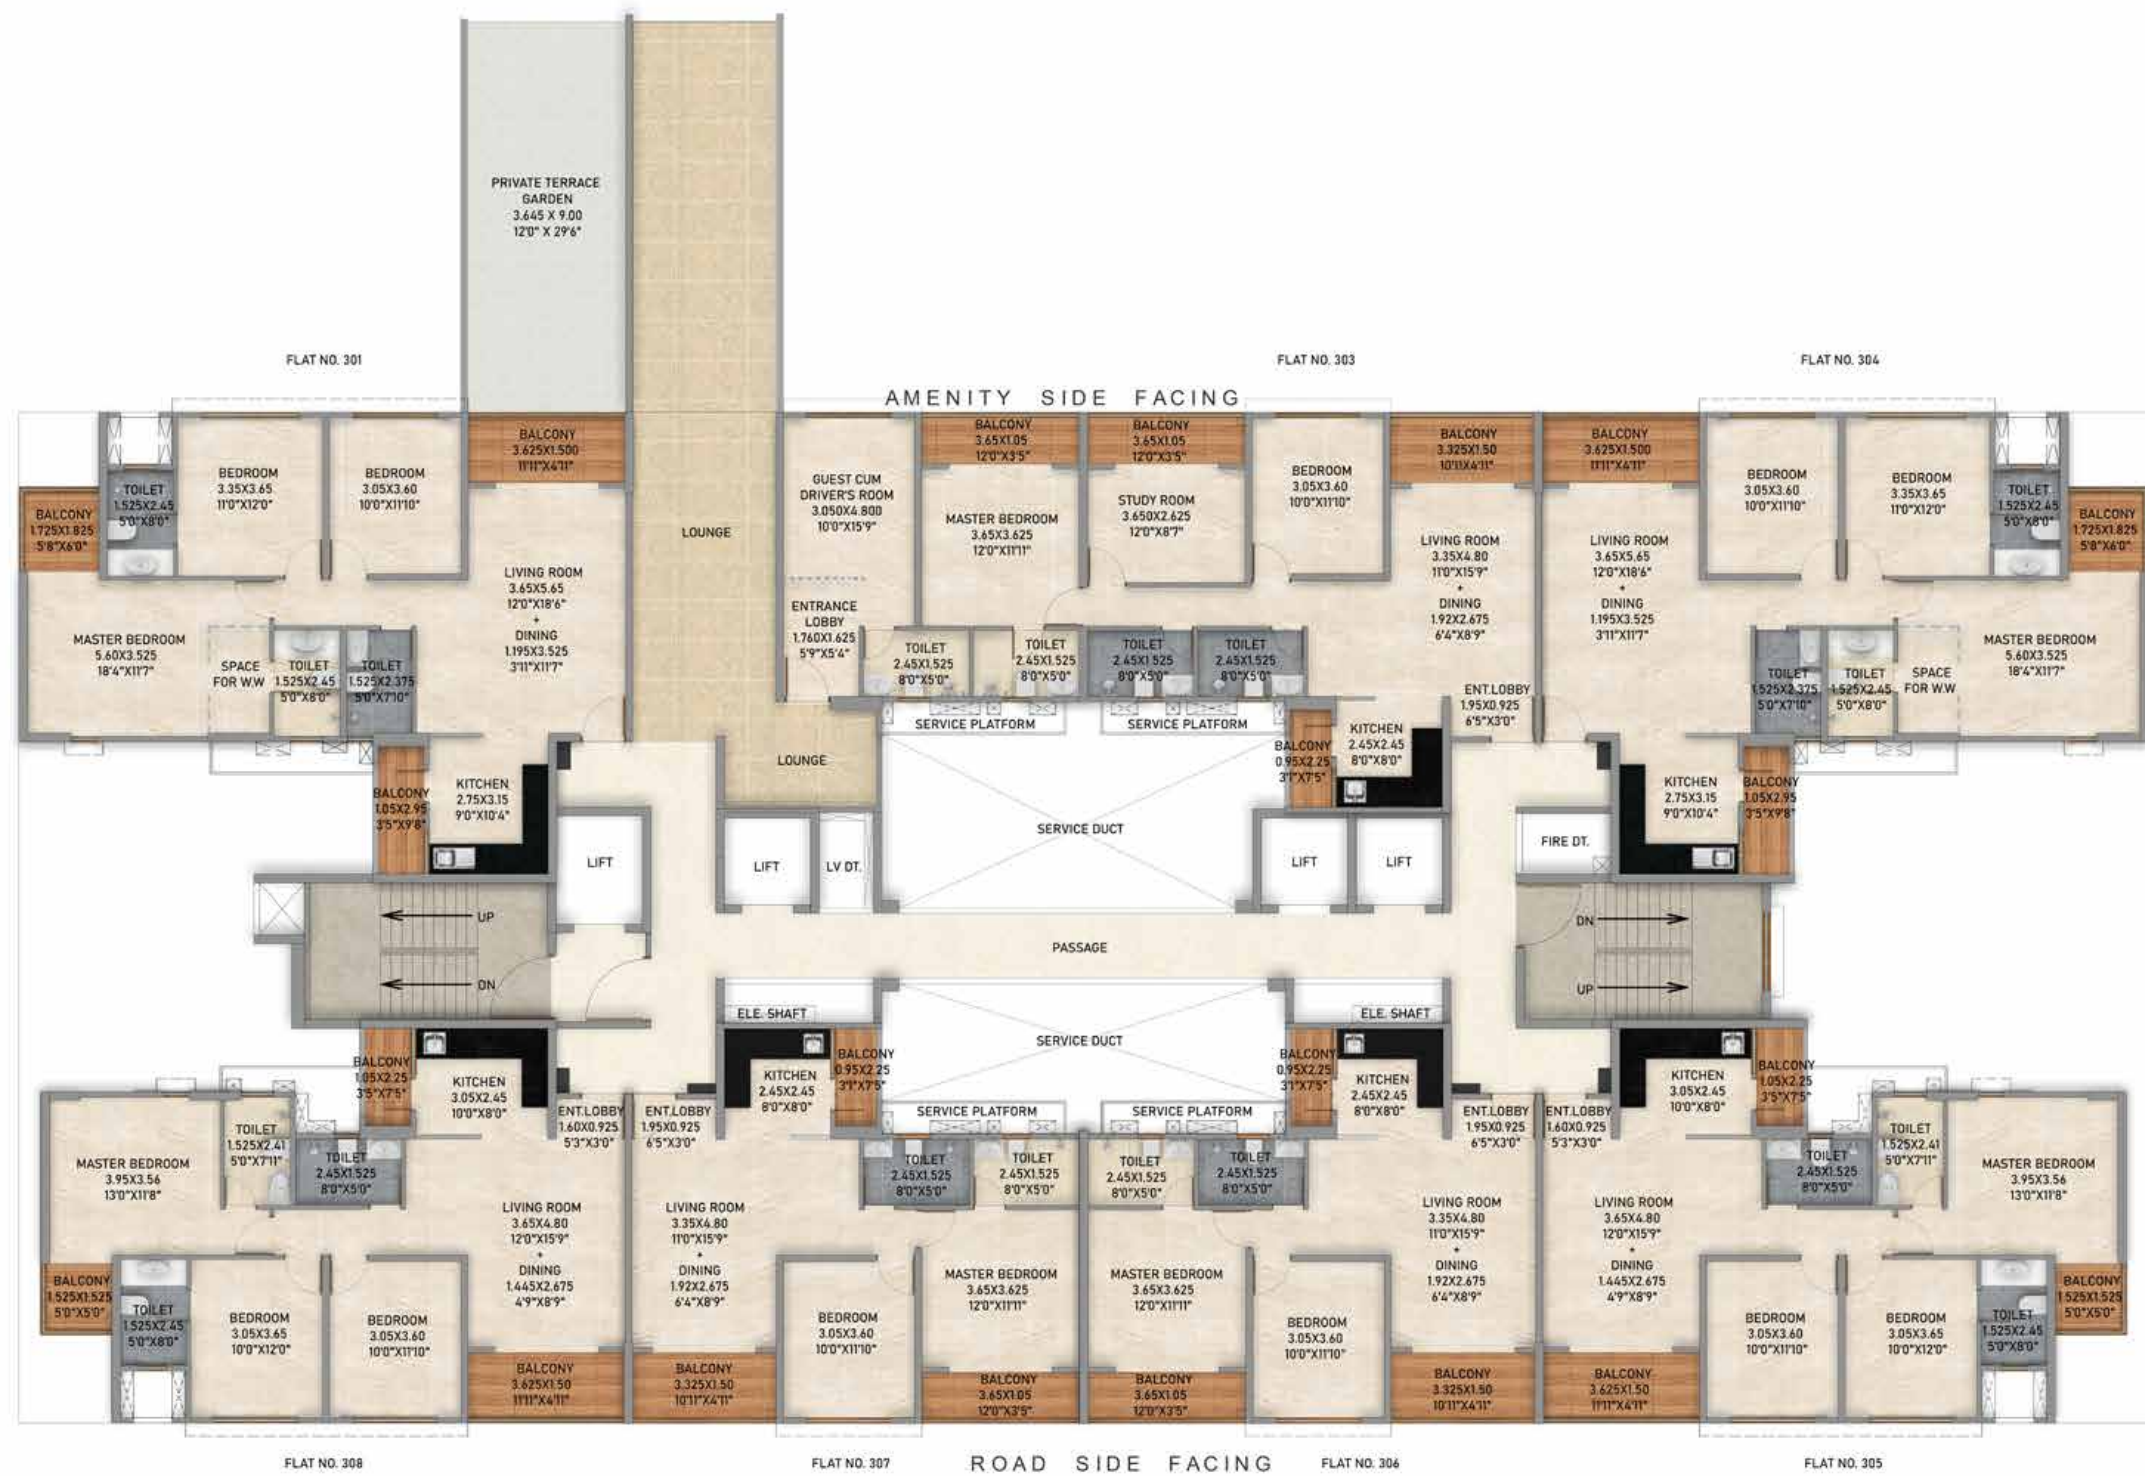 PRIVATE TERRACE
GARDEN
3.645 X 9.00
12'0" X 29'6"
FLAT NO. 301
FLAT NO. 303
FLAT NO. 304
AMENITY SIDE FACING
BALCONY
1.725X1.825
5'8"X6'0"
TOILET
1.525X2.45
5'0"X8'0"
BEDROOM
3.35X3.65
11'0"X12'0"
BEDROOM
3.05X3.60
10'0"X11'10"
BALCONY
3.625X1.500
11'11"X4'11"
LIVING ROOM
3.65X5.65
12'0"X18'6"
+
DINING
1.195X3.525
3'11"X11'7"
MASTER BEDROOM
5.60X3.525
18'4"X11'7"
SPACE
FOR W.W
TOILET
1.525X2.45
5'0"X8'0"
TOILET
1.525X2.375
5'0"X7'10"
BALCONY
1.05X2.95
3'5"X9'8"
KITCHEN
2.75X3.15
9'0"X10'4"
LOUNGE
LOUNGE
GUEST CUM
DRIVER'S ROOM
3.050X4.800
10'0"X15'9"
ENTRANCE
LOBBY
1.760X1.625
5'9"X5'4"
TOILET
2.45X1.525
8'0"X5'0"
BALCONY
3.65X1.05
12'0"X3'5"
MASTER BEDROOM
3.65X3.625
12'0"X11'11"
TOILET
2.45X1.525
8'0"X5'0"
BALCONY
3.65X1.05
12'0"X3'5"
STUDY ROOM
3.650X2.625
12'0"X8'7"
TOILET
2.45X1.525
8'0"X5'0"
TOILET
2.45X1.525
8'0"X5'0"
BEDROOM
3.05X3.60
10'0"X11'10"
BALCONY
3.325X1.50
10'11X4'11"
LIVING ROOM
3.35X4.80
11'0"X15'9"
+
DINING
1.92X2.675
6'4"X8'9"
ENT.LOBBY
1.95X0.925
6'5"X3'0"
SERVICE PLATFORM
SERVICE PLATFORM
BALCONY
0.95X2.25
3'1"X7'5"
KITCHEN
2.45X2.45
8'0"X8'0"
BALCONY
3.625X1.500
11'11"X4'11"
LIVING ROOM
3.65X5.65
12'0"X18'6"
+
DINING
1.195X3.525
3'11"X11'7"
BEDROOM
3.05X3.60
10'0"X11'10"
BEDROOM
3.35X3.65
11'0"X12'0"
TOILET
1.525X2.45
5'0"X8'0"
BALCONY
1.725X1.825
5'8"X6'0"
TOILET
1.525X2.375
5'0"X7'10"
TOILET
1.525X2.45
5'0"X8'0"
SPACE
FOR W.W
MASTER BEDROOM
5.60X3.525
18'4"X11'7"
KITCHEN
2.75X3.15
9'0"X10'4"
BALCONY
1.05X2.95
3'5"X9'8"
LIFT
LIFT
LV DT.
SERVICE DUCT
LIFT
LIFT
FIRE DT.
UP
DN
PASSAGE
DN
UP
ELE. SHAFT
SERVICE DUCT
ELE. SHAFT
BALCONY
1.05X2.25
3'5"X7'5"
KITCHEN
3.05X2.45
10'0"X8'0"
ENT.LOBBY
1.60X0.925
5'3"X3'0"
MASTER BEDROOM
3.95X3.56
13'0"X11'8"
TOILET
1.525X2.41
5'0"X7'11"
TOILET
2.45X1.525
8'0"X5'0"
LIVING ROOM
3.65X4.80
12'0"X15'9"
+
DINING
1.445X2.675
4'9"X8'9"
BALCONY
1.525X1.525
5'0"X5'0"
TOILET
1.525X2.45
5'0"X8'0"
BEDROOM
3.05X3.65
10'0"X12'0"
BEDROOM
3.05X3.60
10'0"X11'10"
BALCONY
3.625X1.50
11'11"X4'11"
ENT.LOBBY
1.95X0.925
6'5"X3'0"
KITCHEN
2.45X2.45
8'0"X8'0"
BALCONY
0.95X2.25
3'1"X7'5"
SERVICE PLATFORM
LIVING ROOM
3.35X4.80
11'0"X15'9"
+
DINING
1.92X2.675
6'4"X8'9"
TOILET
2.45X1.525
8'0"X5'0"
TOILET
2.45X1.525
8'0"X5'0"
BEDROOM
3.05X3.60
10'0"X11'10"
MASTER BEDROOM
3.65X3.625
12'0"X11'11"
BALCONY
3.325X1.50
10'11"X4'11"
BALCONY
3.65X1.05
12'0"X3'5"
SERVICE PLATFORM
BALCONY
0.95X2.25
3'1"X7'5"
KITCHEN
2.45X2.45
8'0"X8'0"
ENT.LOBBY
1.95X0.925
6'5"X3'0"
TOILET
2.45X1.525
8'0"X5'0"
TOILET
2.45X1.525
8'0"X5'0"
LIVING ROOM
3.35X4.80
11'0"X15'9"
+
DINING
1.92X2.675
6'4"X8'9"
MASTER BEDROOM
3.65X3.625
12'0"X11'11"
BEDROOM
3.05X3.60
10'0"X11'10"
BALCONY
3.65X1.05
12'0"X3'5"
BALCONY
3.325X1.50
10'11"X4'11"
ENT.LOBBY
1.60X0.925
5'3"X3'0"
KITCHEN
3.05X2.45
10'0"X8'0"
BALCONY
1.05X2.25
3'5"X7'5"
TOILET
2.45X1.525
8'0"X5'0"
TOILET
1.525X2.41
5'0"X7'11"
MASTER BEDROOM
3.95X3.56
13'0"X11'8"
LIVING ROOM
3.65X4.80
12'0"X15'9"
+
DINING
1.445X2.675
4'9"X8'9"
BEDROOM
3.05X3.60
10'0"X11'10"
BEDROOM
3.05X3.65
10'0"X12'0"
TOILET
1.525X2.45
5'0"X8'0"
BALCONY
1.525X1.525
5'0"X5'0"
BALCONY
3.625X1.50
11'11"X4'11"
FLAT NO. 308
FLAT NO. 307
ROAD SIDE FACING
FLAT NO. 306
FLAT NO. 305